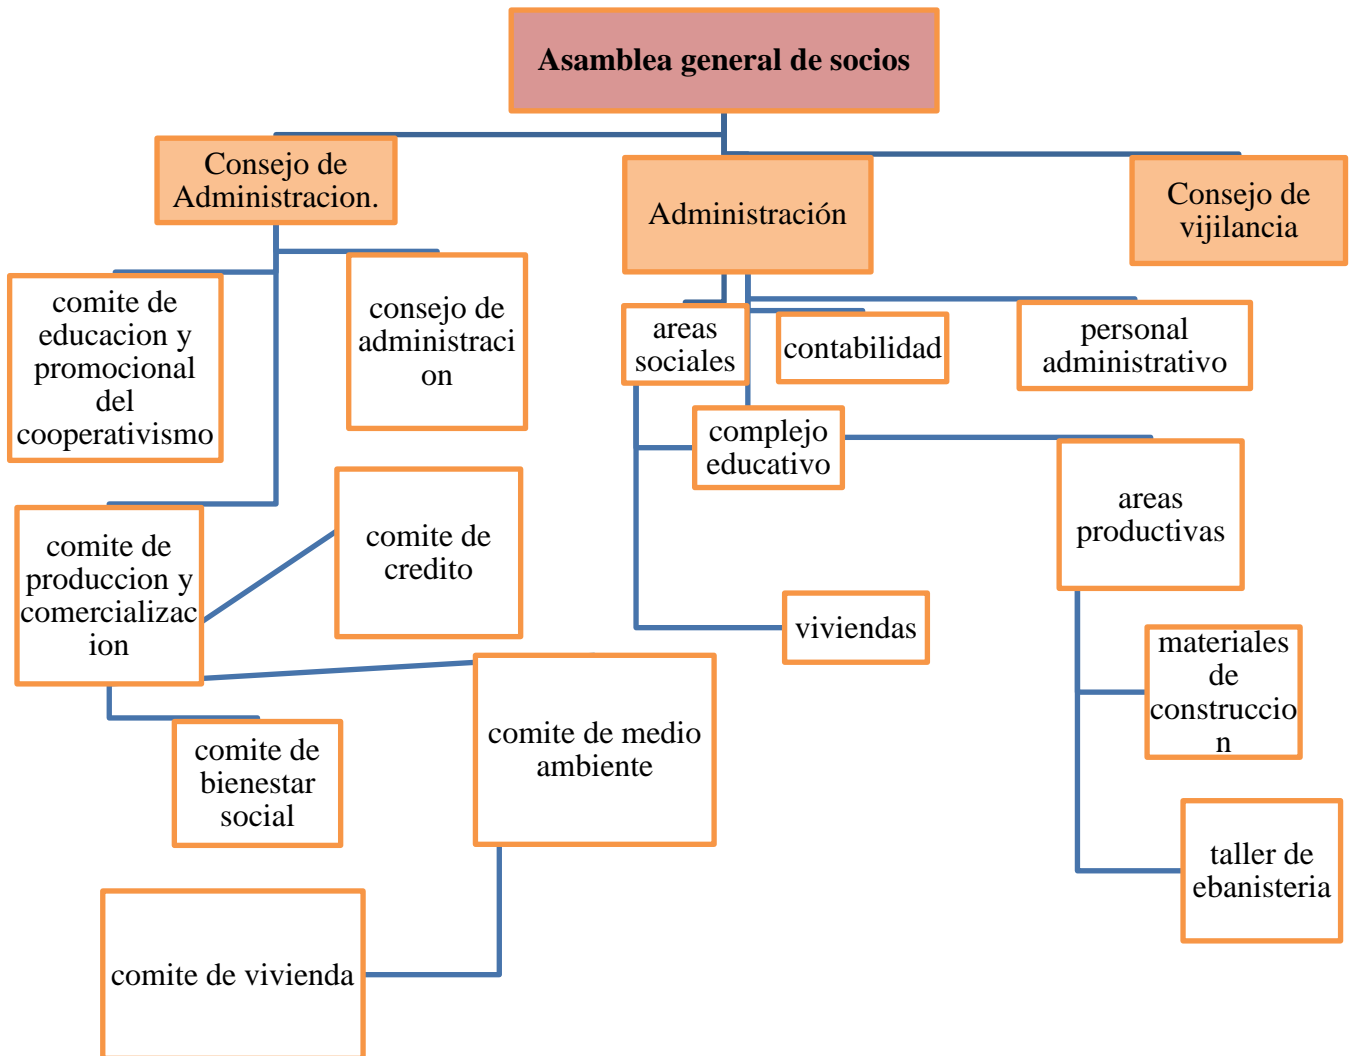 Asamblea general de socios
Consejo de
Administracion.
Administración
Consejo de
vijilancia
comite de
educacion y
promocional
del
cooperativismo
consejo de
administraci
on
areas
sociales
contabilidad
personal
administrativo
complejo
educativo
areas
productivas
comite de
produccion y
comercializac
ion
comite de
credito
viviendas
materiales
de
construccio
n
comite de
bienestar
social
comite de medio
ambiente
taller de
ebanisteria
comite de vivienda